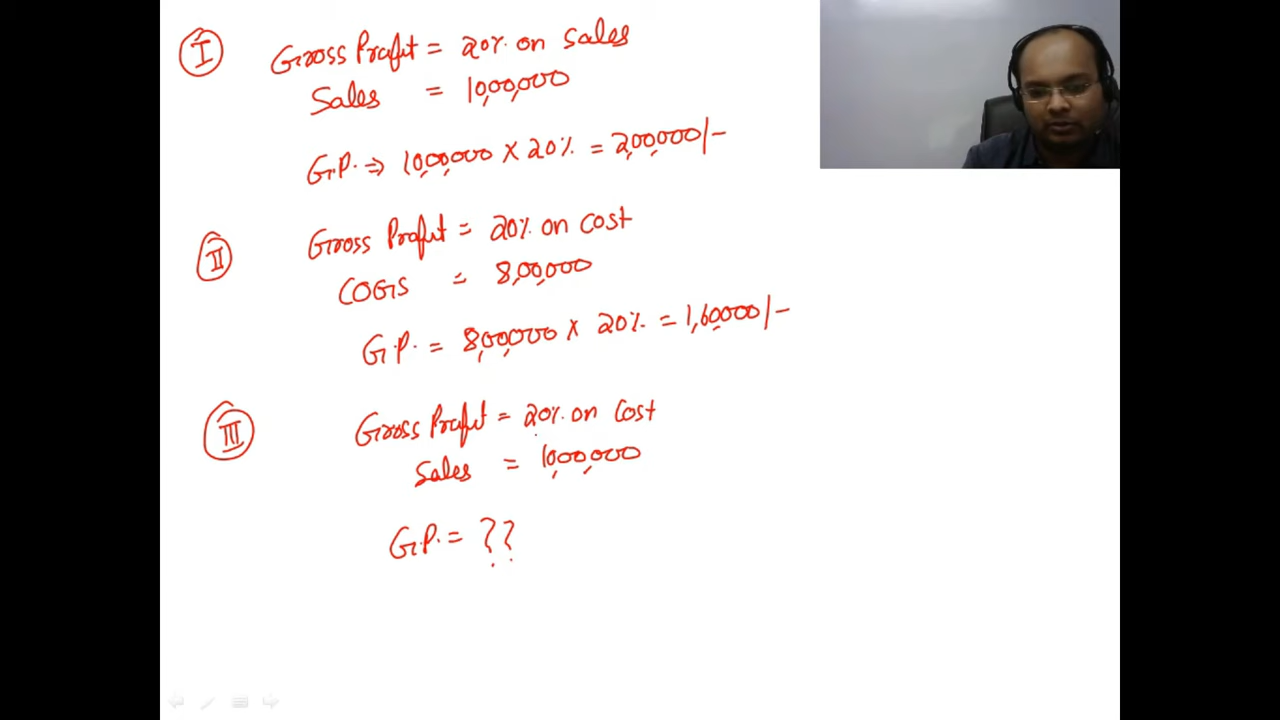 I
Gross Profit = 20% on sales
Sales = 10,00,000
G.P. ⇒ 10,00,000 × 20% = 2,00,000/-
II
Gross Profit = 20% on cost
COGS = 8,00,000
G.P. = 8,00,000 × 20% = 1,60,000/-
III
Gross Profit = 20% on Cost
Sales = 10,00,000
G.P. = ??